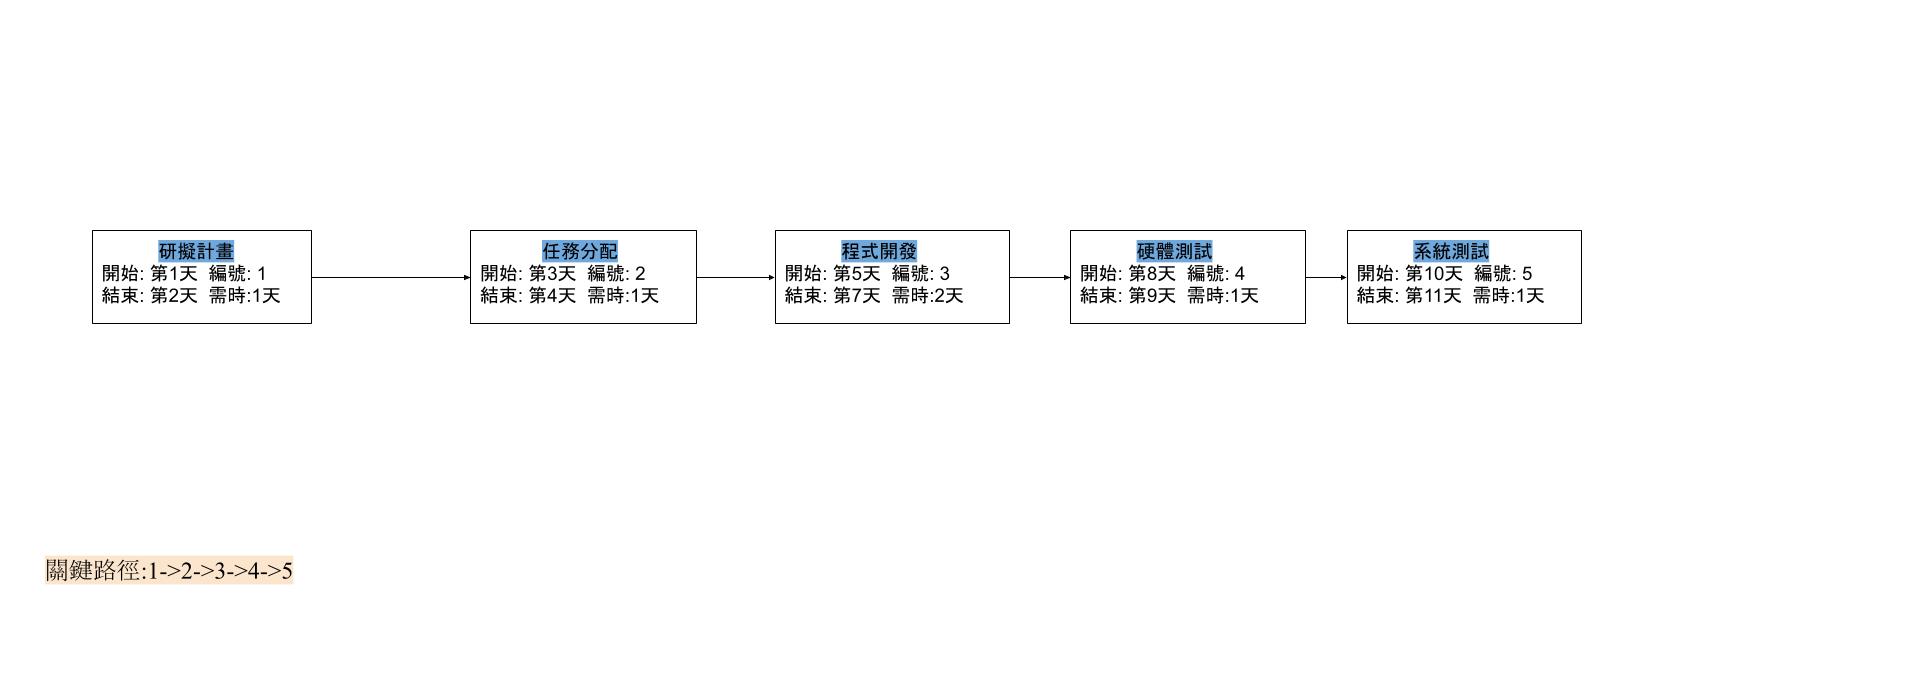 研擬計畫
開始: 第1天 編號: 1
結束: 第2天 需時:1天
任務分配
開始: 第3天 編號: 2
結束: 第4天 需時:1天
程式開發
開始: 第5天 編號: 3
結束: 第7天 需時:2天
硬體測試
開始: 第8天 編號: 4
結束: 第9天 需時:1天
系統測試
開始: 第10天 編號: 5
結束: 第11天 需時:1天
關鍵路徑:1->2->3->4->5